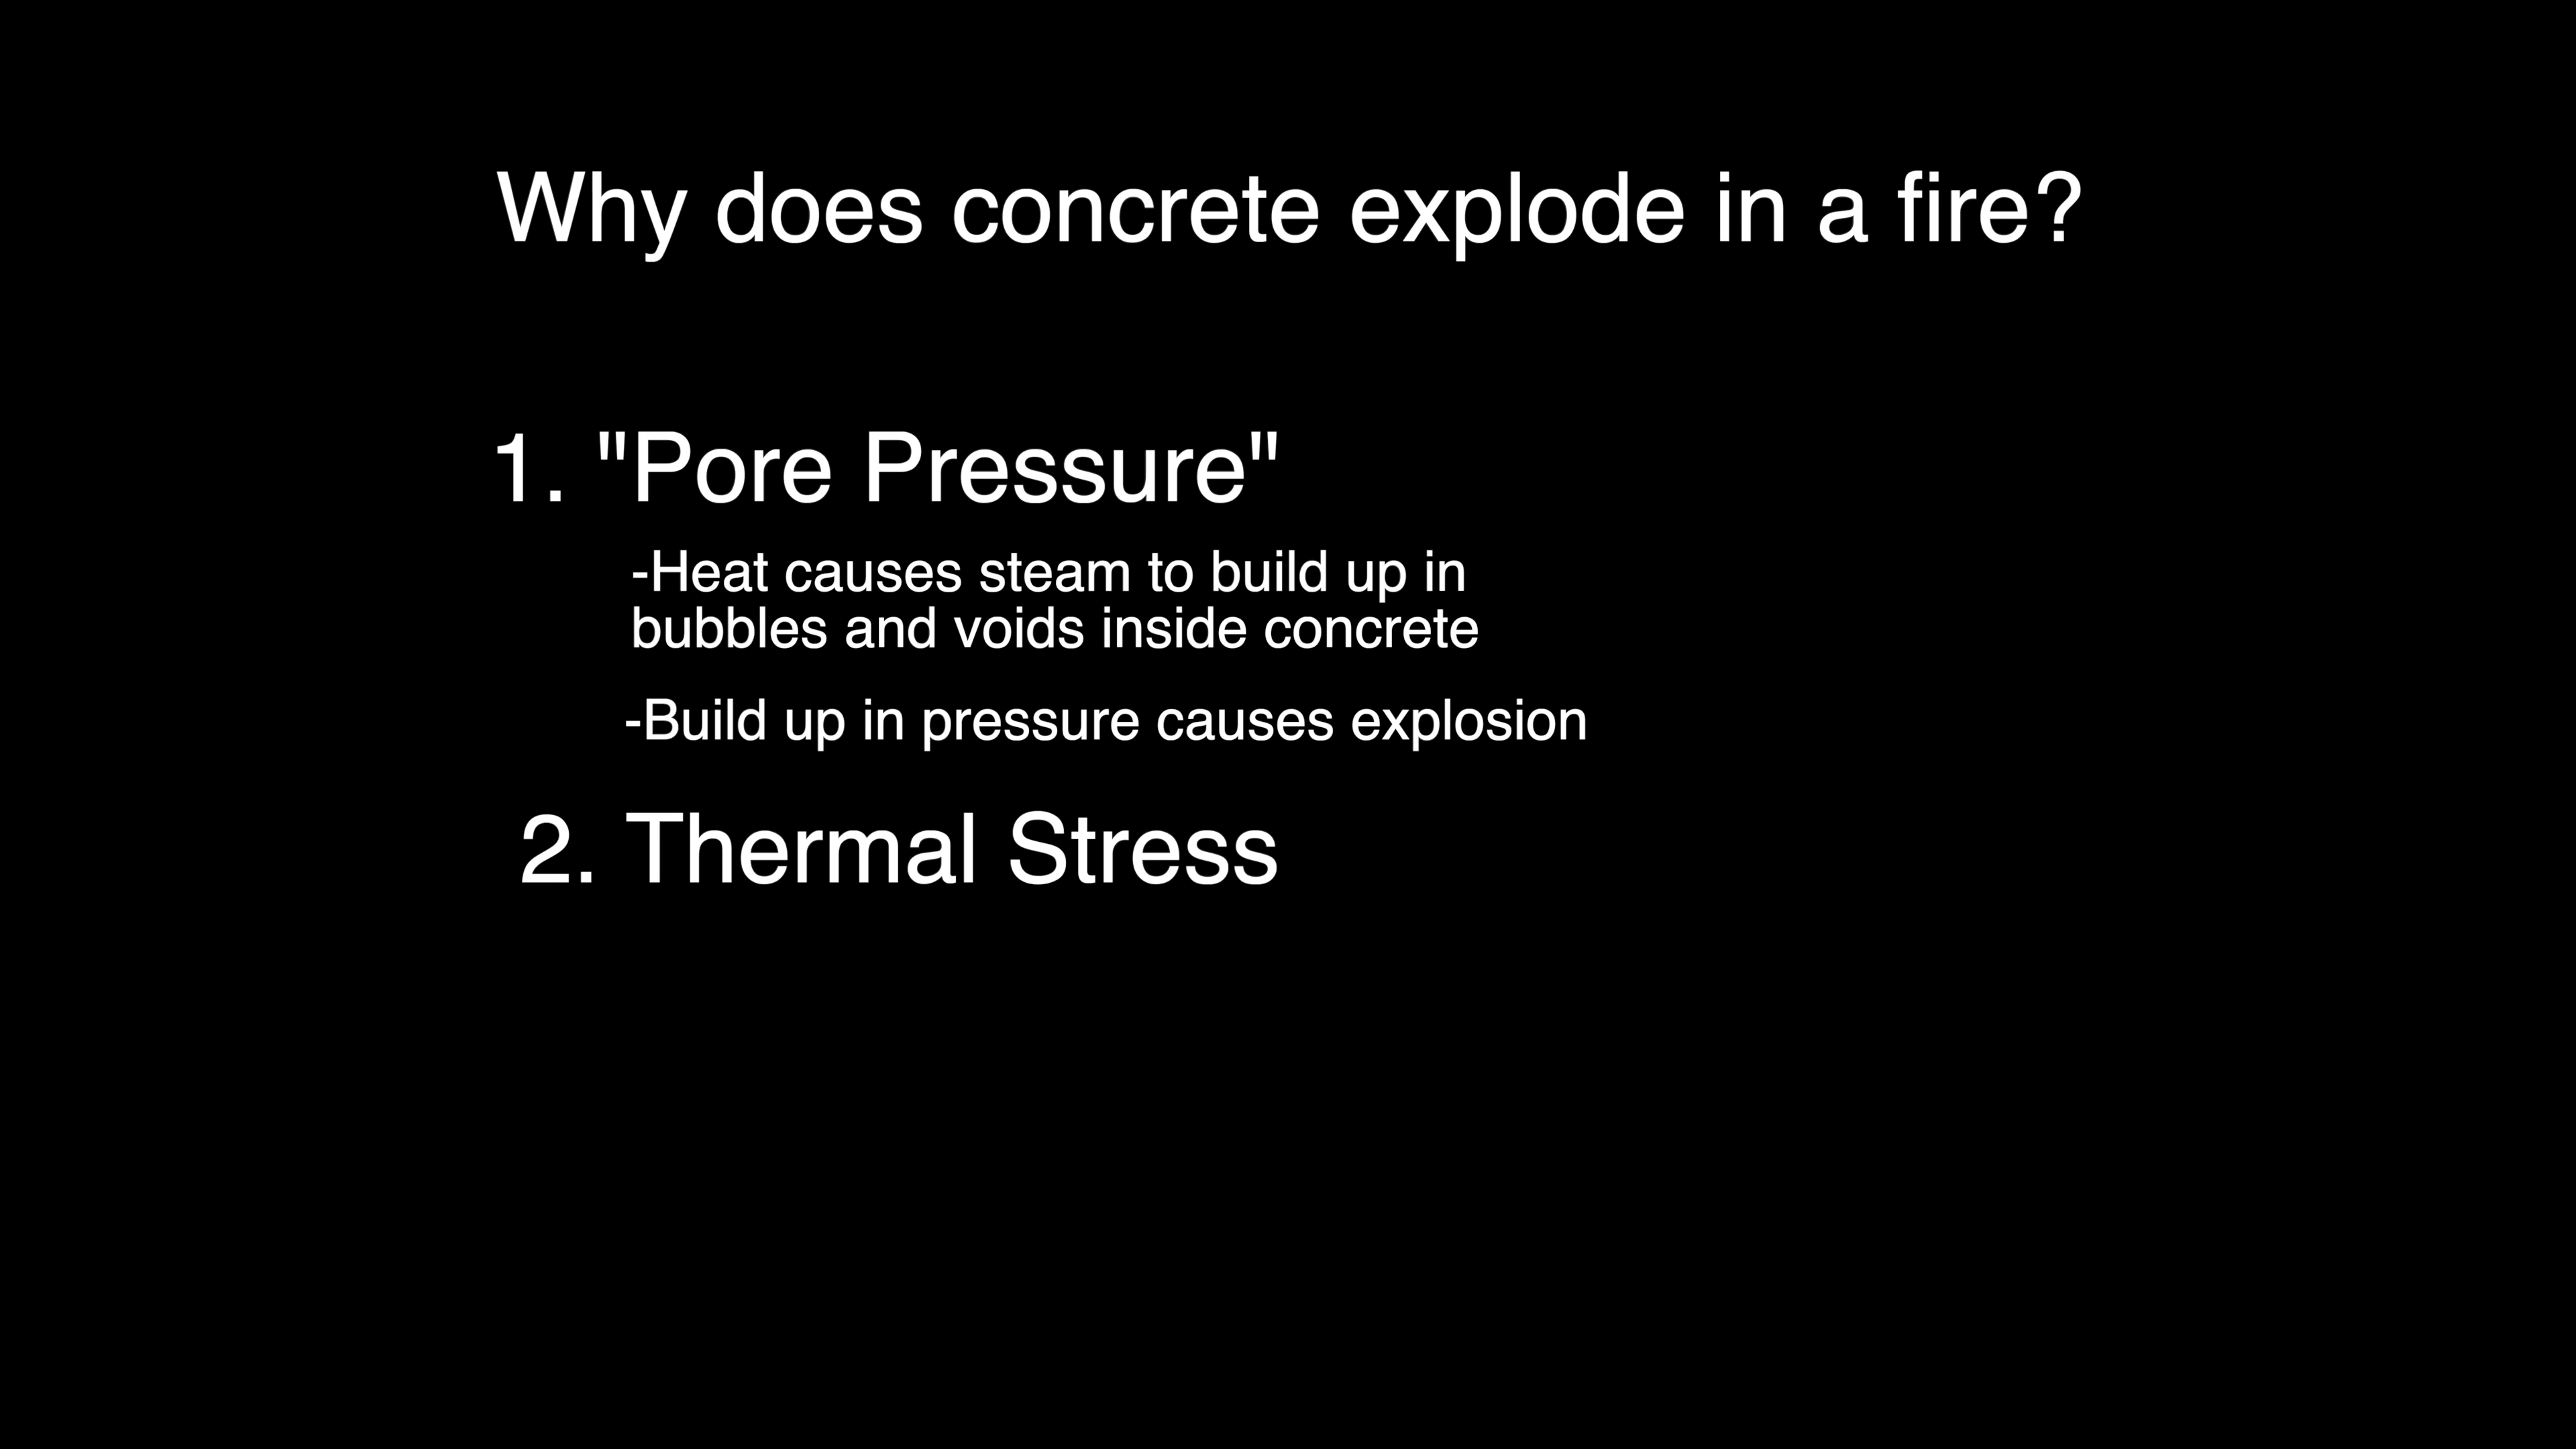 Why does concrete explode in a fire?
1. "Pore Pressure"
-Heat causes steam to build up in
bubbles and voids inside concrete
-Build up in pressure causes explosion
2. Thermal Stress